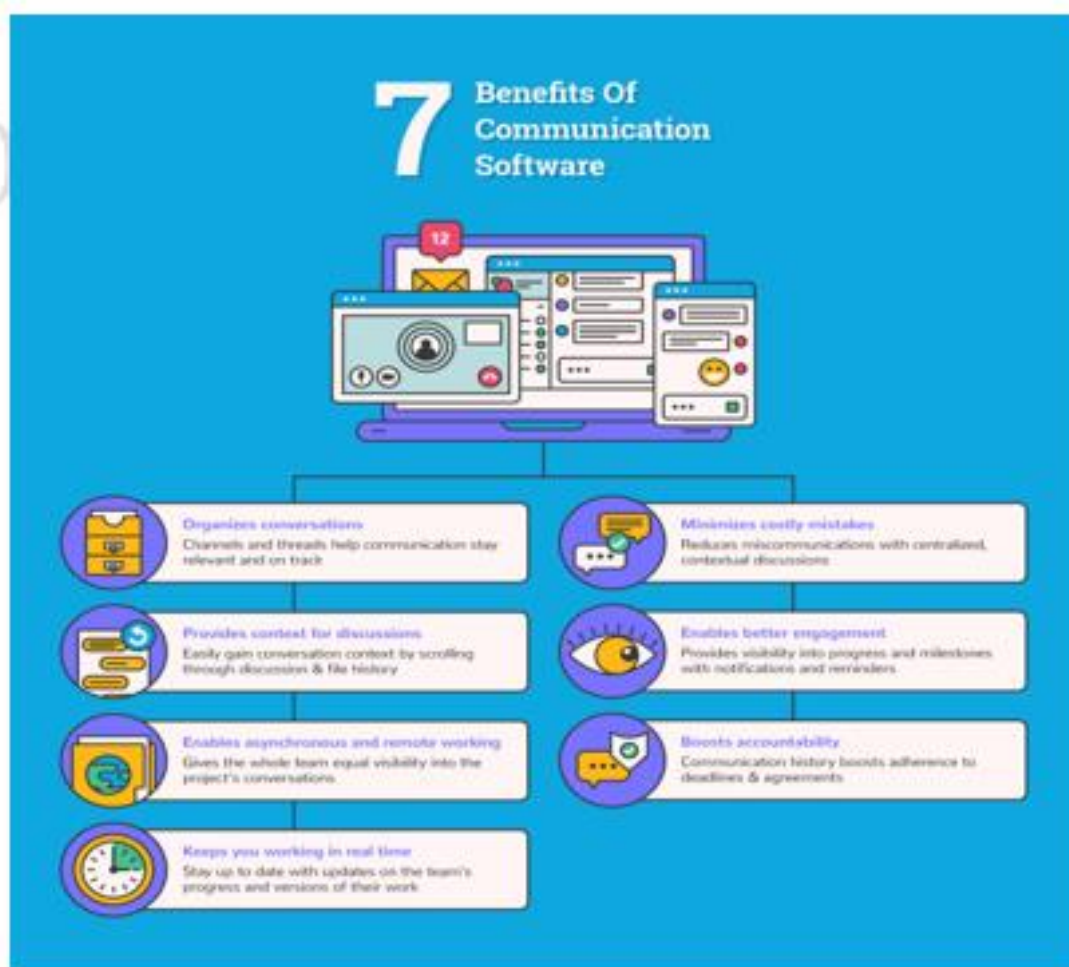 7
Benefits Of
Communication
Software
12
Organizes conversations
Channels and threads help communication stay
relevant and on track
Provides context for discussions
Easily gain conversation context by scrolling
through discussion & file history
Enables asynchronous and remote working
Gives the whole team equal visibility into the
project's conversations
Keeps you working in real time
Stay up to date with updates on the team's
progress and versions of their work
Minimizes costly mistakes
Reduces miscommunications with centralized,
contextual discussions
Enables better engagement
Provides visibility into progress and milestones
with notifications and reminders
Boosts accountability
Communication history boosts adherence to
deadlines & agreements